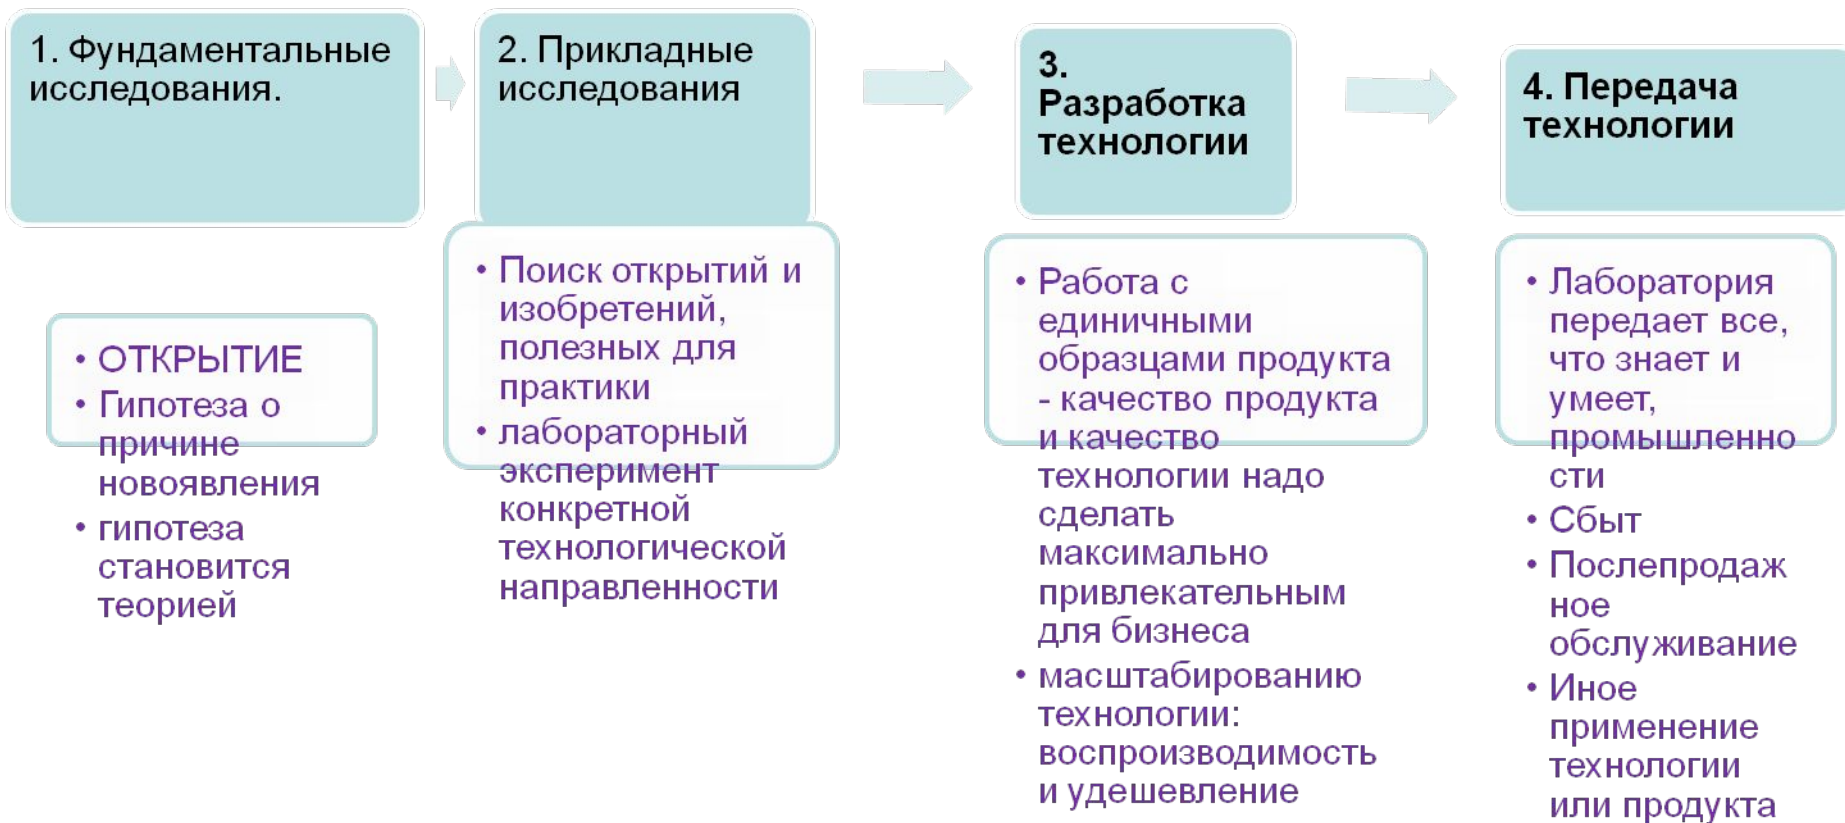 1. Фундаментальные
исследования.
• ОТКРЫТИЕ
• Гипотеза о
причине
новоявления
• гипотеза
становится
теорией
2. Прикладные
исследования
• Поиск открытий и
изобретений,
полезных для
практики
• лабораторный
эксперимент
конкретной
технологической
направленности
3.
Разработка
технологии
• Работа с
единичными
образцами продукта
- качество продукта
и качество
технологии надо
сделать
максимально
привлекательным
для бизнеса
• масштабированию
технологии:
воспроизводимость
и удешевление
4. Передача
технологии
• Лаборатория
передает все,
что знает и
умеет,
промышленно
сти
• Сбыт
• Послепродаж
ное
обслуживание
• Иное
применение
технологии
или продукта